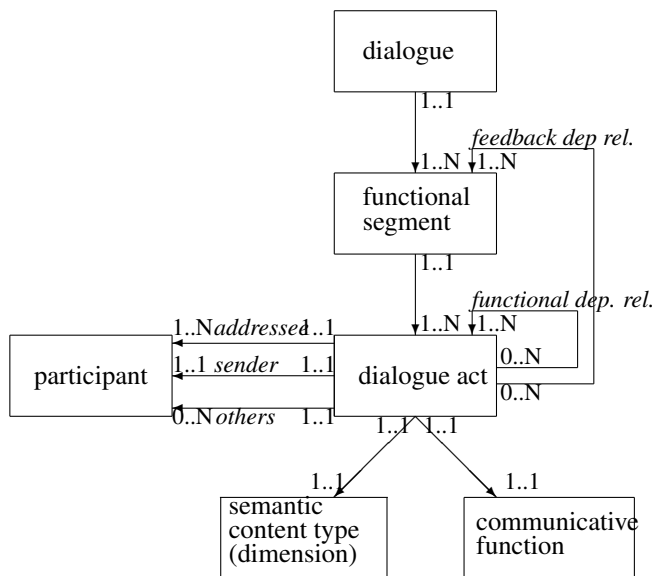 dialogue
1..1
feedback dep rel.
1..N 1..N
functional
segment
1..1
functional dep. rel.
1..N 1..N
1..N addressed 1..1
0..N
participant
1..1 sender 1..1
dialogue act
0..N
0..N others 1..1
1..1 1..1
1..1 1..1
semantic
content type
(dimension)
communicative
function